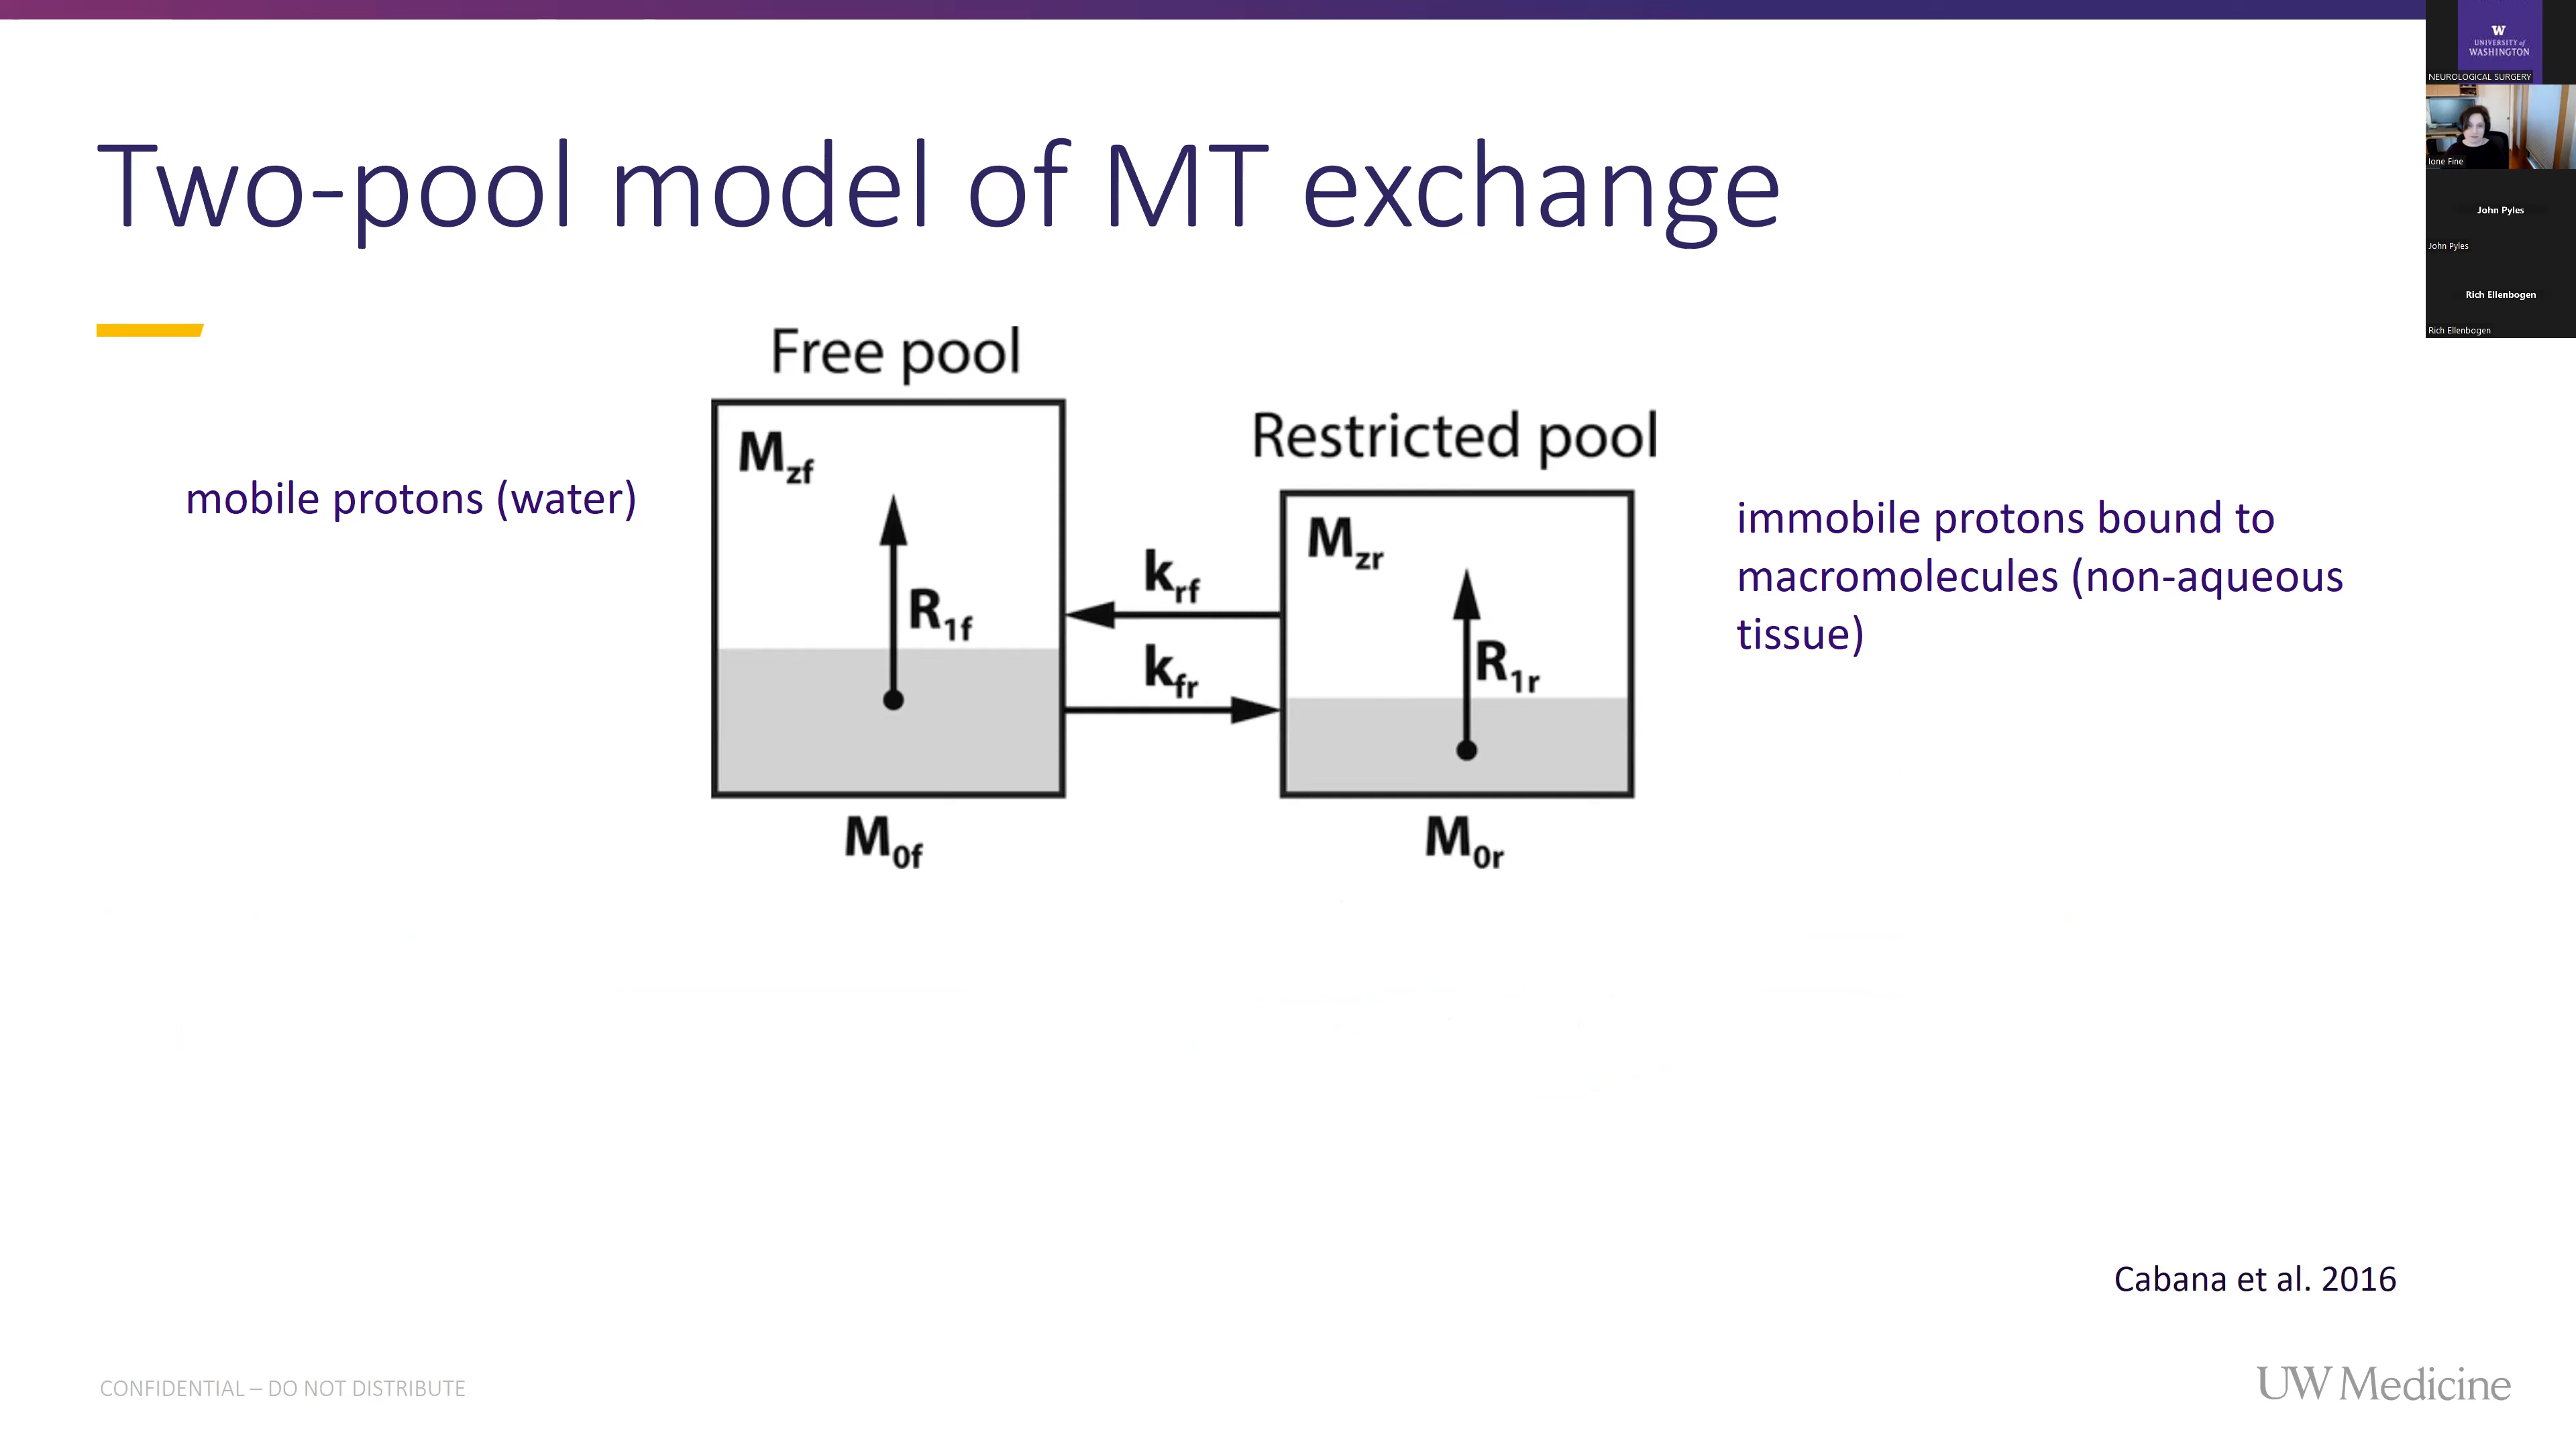 W
UNIVERSITY of
WASHINGTON
NEUROLOGICAL SURGERY
Ione Fine
John Pyles
John Pyles
Rich Ellenbogen
Rich Ellenbogen
Two-pool model of MT exchange
Free pool
Restricted pool
mobile protons (water)
Mzf
R1f
krf
kfr
Mzr
R1r
immobile protons bound to
macromolecules (non-aqueous
tissue)
M0f
M0r
Cabana et al. 2016
CONFIDENTIAL – DO NOT DISTRIBUTE
UW Medicine